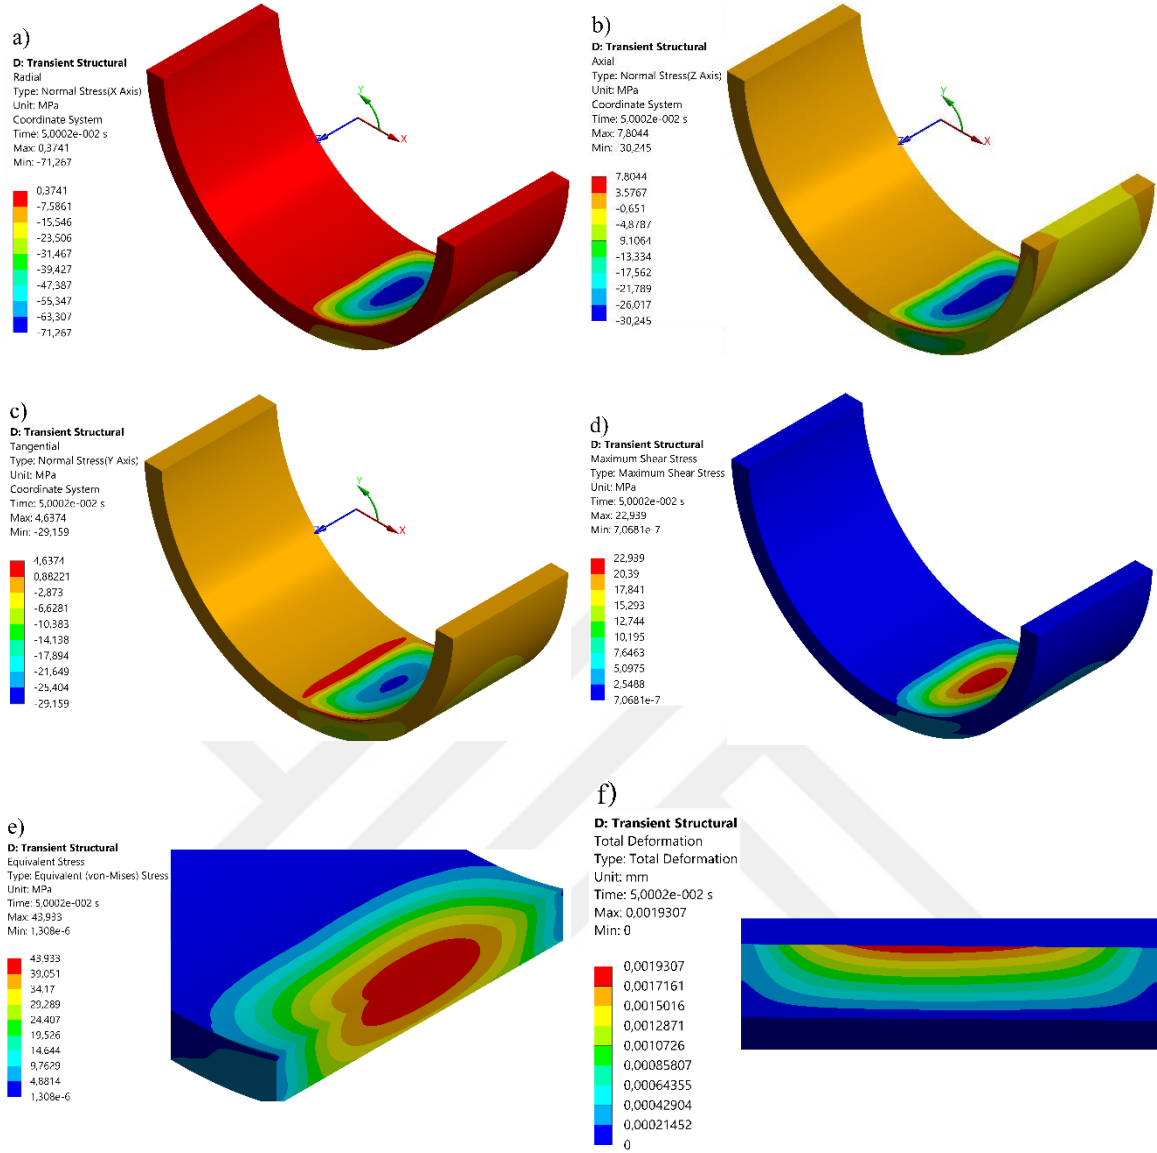 a)
D: Transient Structural
Radial
Type: Normal Stress(X Axis)
Unit: MPa
Coordinate System
Time: 5,0002e-002 s
Max: 0,3741
Min: -71,267
0,3741
-7,5861
-15,546
-23,506
-31,467
-39,427
-47,387
-55,347
-63,307
-71,267
Y
Z
X
b)
D: Transient Structural
Axial
Type: Normal Stress(Z Axis)
Unit: MPa
Coordinate System
Time: 5,0002e-002 s
Max: 7,8044
Min: 30,245
7,8044
3,5767
-0,651
-4,8787
9,1064
-13,334
-17,562
-21,789
-26,017
-30,245
Y
Z
X
c)
D: Transient Structural
Tangential
Type: Normal Stress(Y Axis)
Unit: MPa
Coordinate System
Time: 5,0002e-002 s
Max: 4,6374
Min: -29,159
4,6374
0,88221
-2,873
-6,6281
-10,383
-14,138
-17,894
-21,649
-25,404
-29,159
Y
Z
X
d)
D: Transient Structural
Maximum Shear Stress
Type: Maximum Shear Stress
Unit: MPa
Time: 5,0002e-002 s
Max: 22,939
Min: 7,0681e-7
22,939
20,39
17,841
15,293
12,744
10,195
7,6463
5,0975
2,5488
7,0681e-7
e)
D: Transient Structural
Equivalent Stress
Type: Equivalent (von-Mises) Stress
Unit: MPa
Time: 5,0002e-002 s
Max: 43,933
Min: 1,308e-6
43,933
39,051
34,17
29,289
24,407
19,526
14,644
9,7629
4,8814
1,308e-6
f)
D: Transient Structural
Total Deformation
Type: Total Deformation
Unit: mm
Time: 5,0002e-002 s
Max: 0,0019307
Min: 0
0,0019307
0,0017161
0,0015016
0,0012871
0,0010726
0,00085807
0,00064355
0,00042904
0,00021452
0